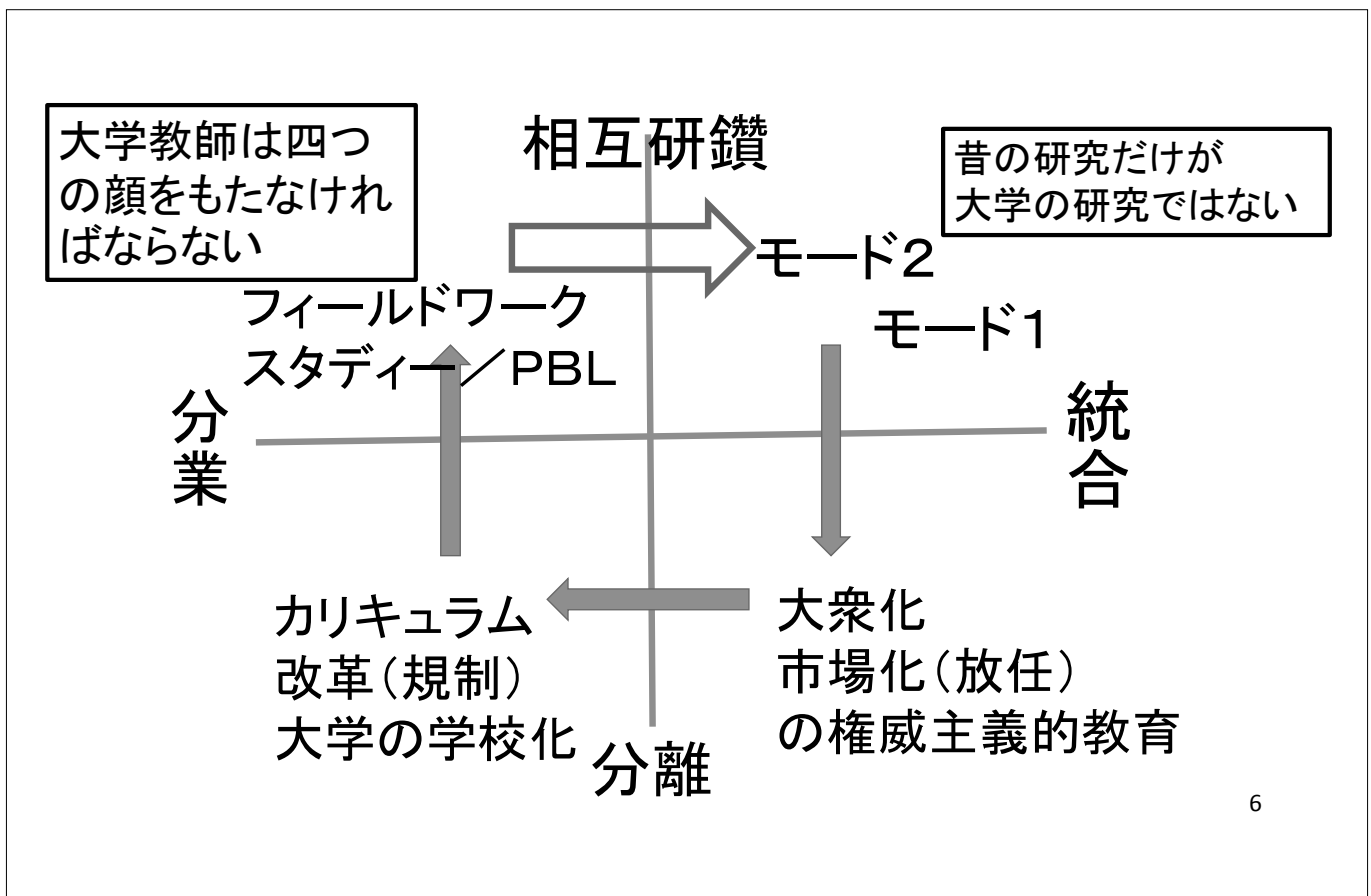 大学教師は四つ
の顔をもたなけれ
ばならない
相互研鑽
昔の研究だけが
大学の研究ではない
モード2
モード1
フィールドワーク
スタディー／PBL
分業
統合
カリキュラム
改革(規制)
大学の学校化
大衆化
市場化(放任)
の権威主義的教育
分離
6